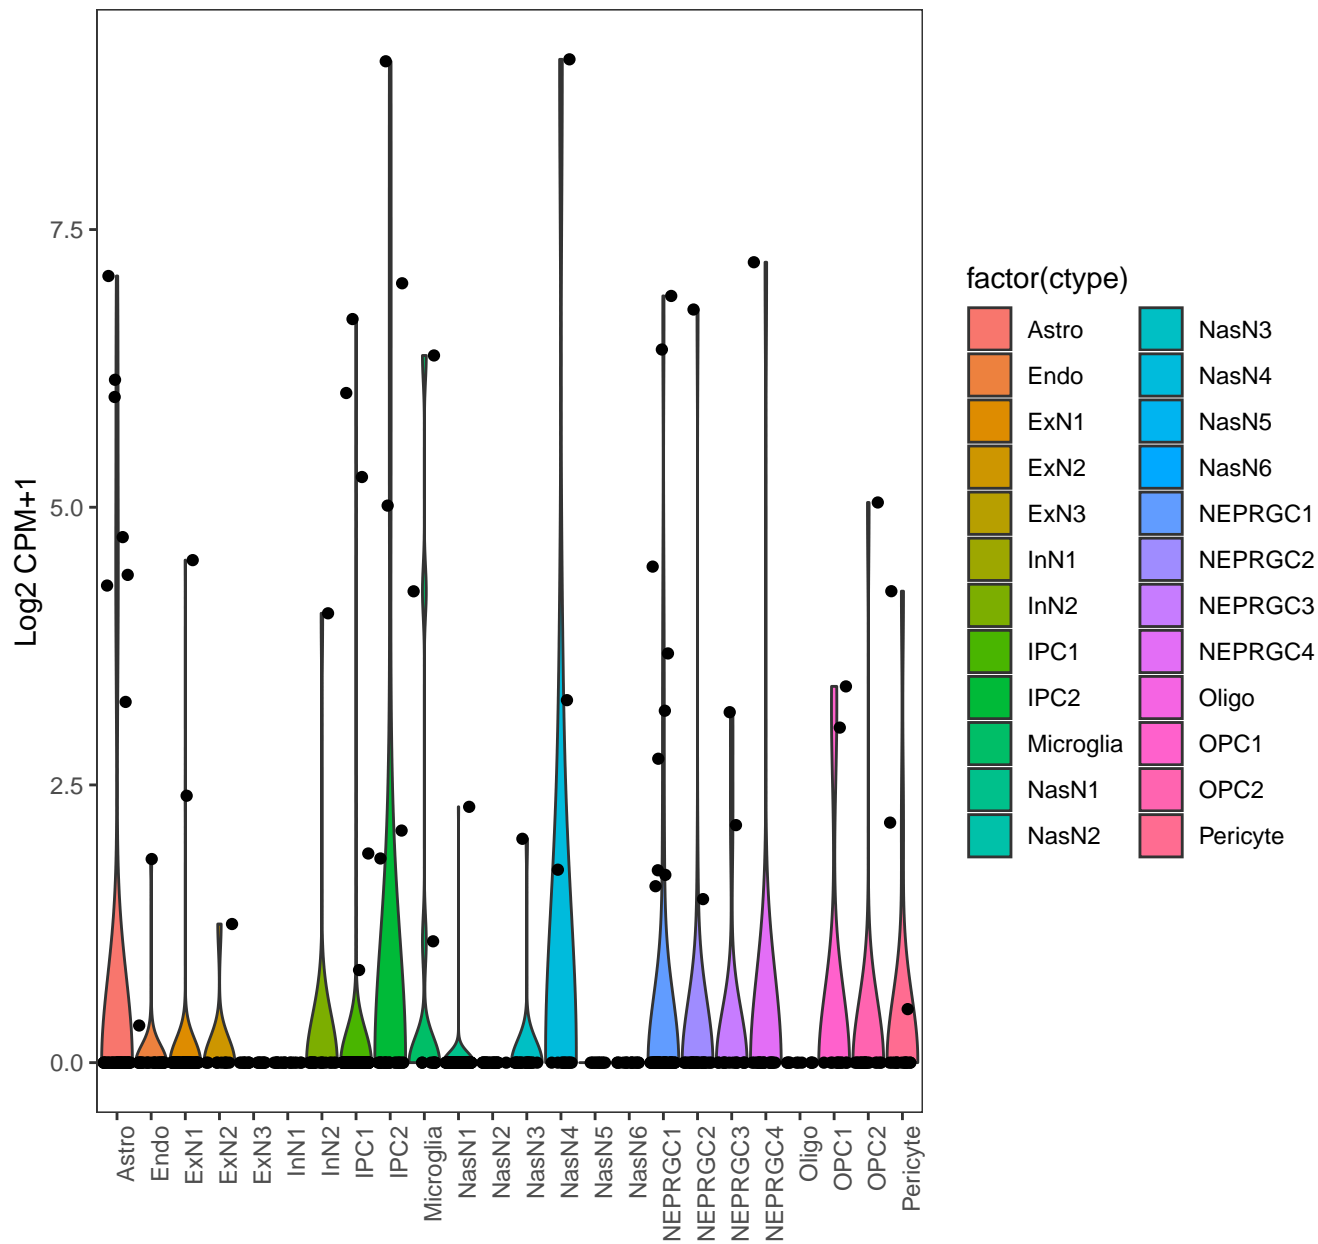 Log2 CPM+1
7.5
5.0
2.5
0.0
Astro
Endo
ExN1
ExN2
ExN3
InN1
InN2
IPC1
IPC2
Microglia
NasN1
NasN2
NasN3
NasN4
NasN5
NasN6
NEPRGC1
NEPRGC2
NEPRGC3
NEPRGC4
Oligo
OPC1
OPC2
Pericyte
factor(ctype)
Astro
Endo
ExN1
ExN2
ExN3
InN1
InN2
IPC1
IPC2
Microglia
NasN1
NasN2
NasN3
NasN4
NasN5
NasN6
NEPRGC1
NEPRGC2
NEPRGC3
NEPRGC4
Oligo
OPC1
OPC2
Pericyte